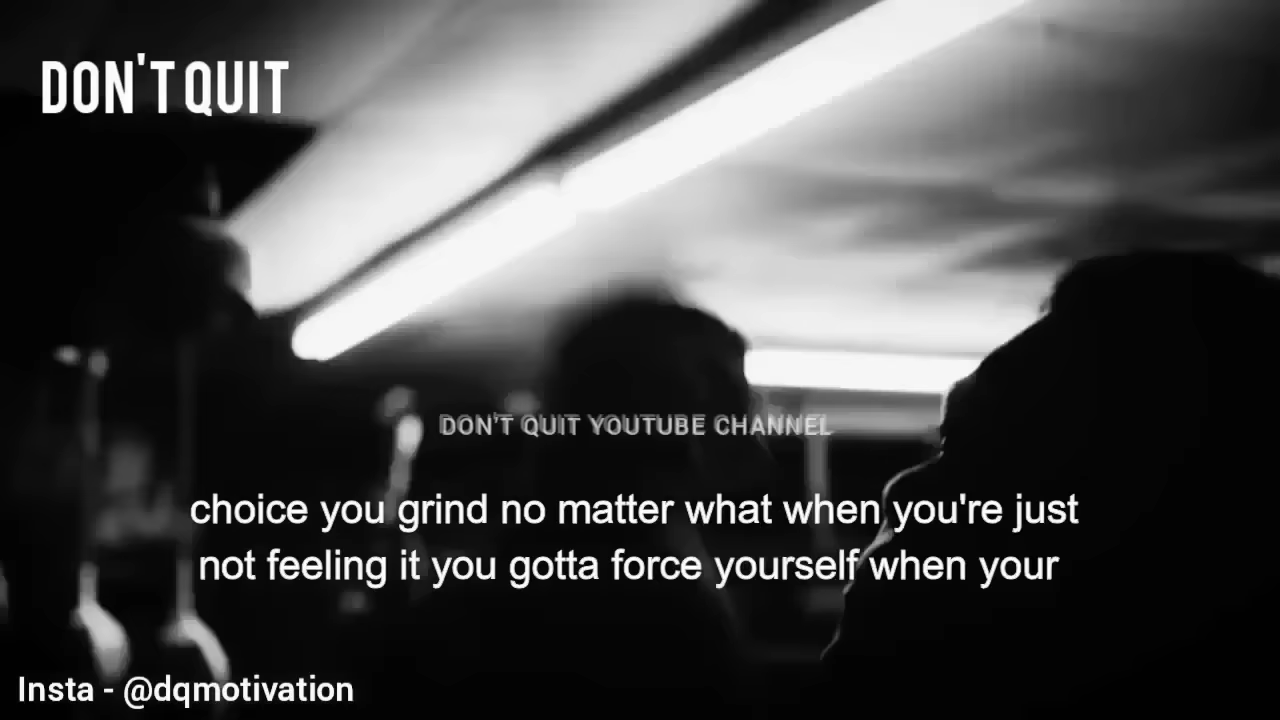 DON'T QUIT
DON'T QUIT YOUTUBE CHANNEL
choice you grind no matter what when you're just
not feeling it you gotta force yourself when your
Insta - @dqmotivation